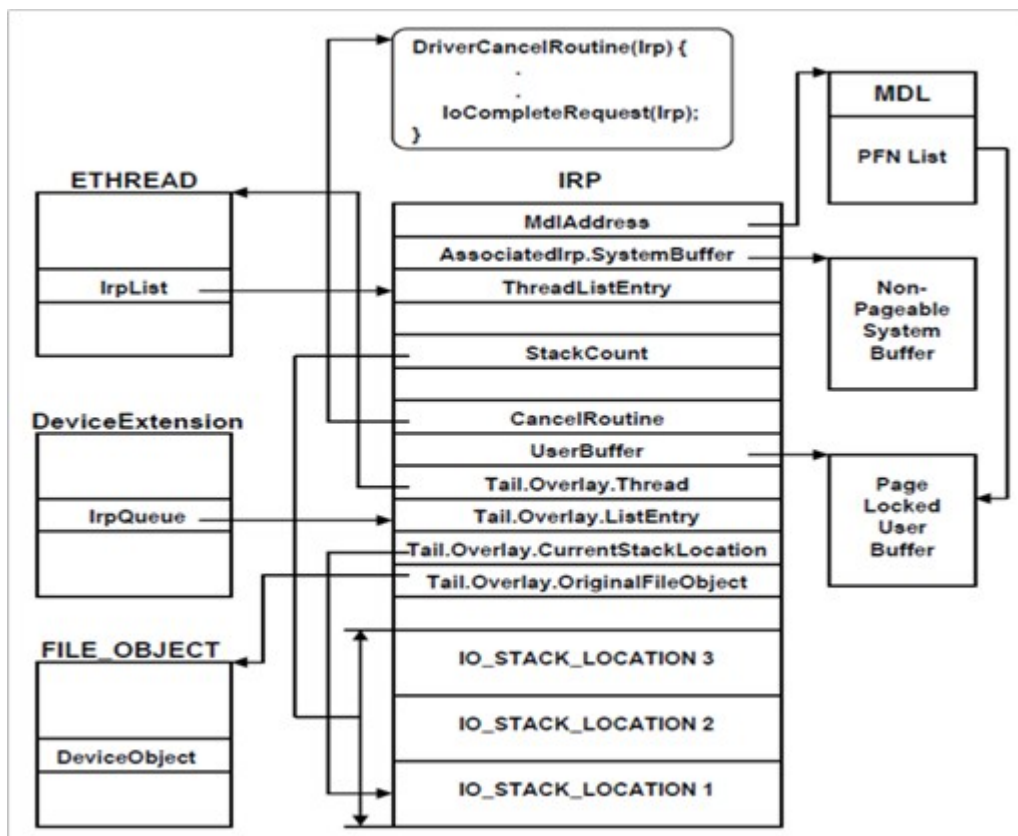 DriverCancelRoutine(Irp) {
.
.
IoCompleteRequest(Irp);
}
MDL
PFN List
ETHREAD
IrpList
IRP
MdlAddress
AssociatedIrp.SystemBuffer
ThreadListEntry
StackCount
CancelRoutine
UserBuffer
Tail.Overlay.Thread
Tail.Overlay.ListEntry
Tail.Overlay.CurrentStackLocation
Tail.Overlay.OriginalFileObject
IO_STACK_LOCATION 3
IO_STACK_LOCATION 2
IO_STACK_LOCATION 1
Non-
Pageable
System
Buffer
DeviceExtension
IrpQueue
Page
Locked
User
Buffer
FILE_OBJECT
DeviceObject